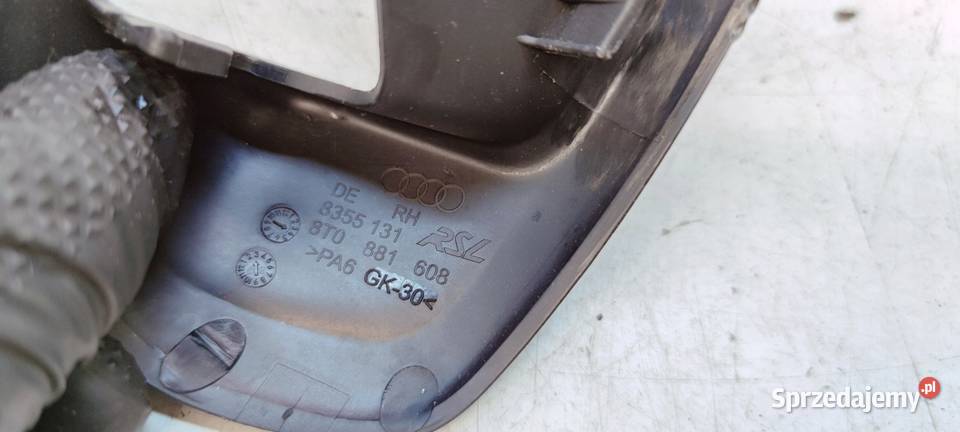 DE RH
8355 131 RSL
8T0 881 608
>PA6 GK-30<
Sprzedajemy.pl